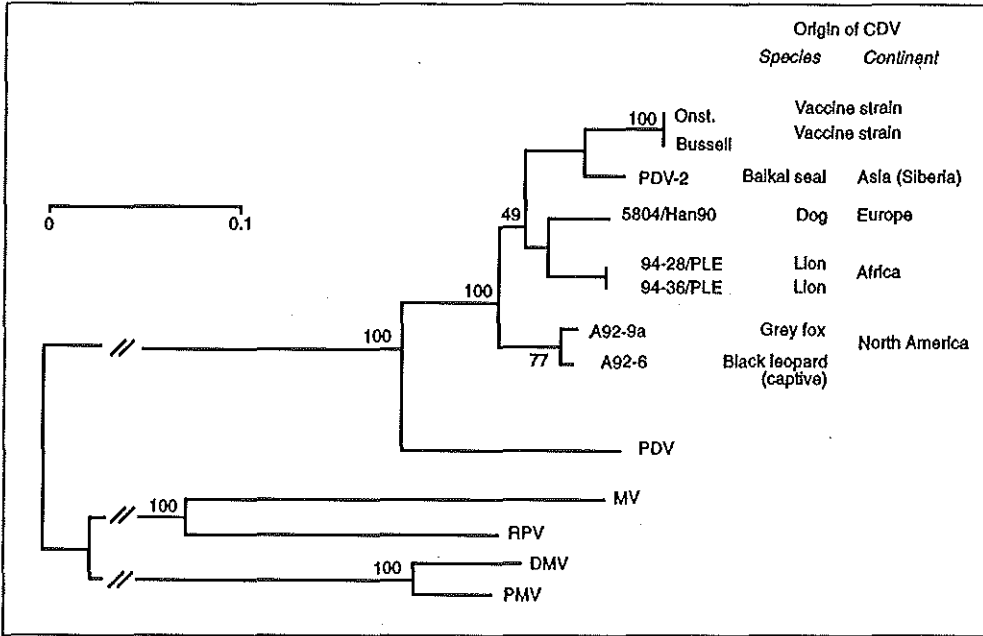 Origin of CDV
Species Continent
100 Onst. Vaccine strain
Bussell Vaccine strain
PDV-2 Baikal seal Asia (Siberia)
0 0.1
49 5804/Han90 Dog Europe
94-28/PLE Lion
Africa
94-36/PLE Lion
100
A92-9a Grey fox
100 North America
77 A92-6 Black leopard
(captive)
PDV
100 MV
RPV
100 DMV
PMV